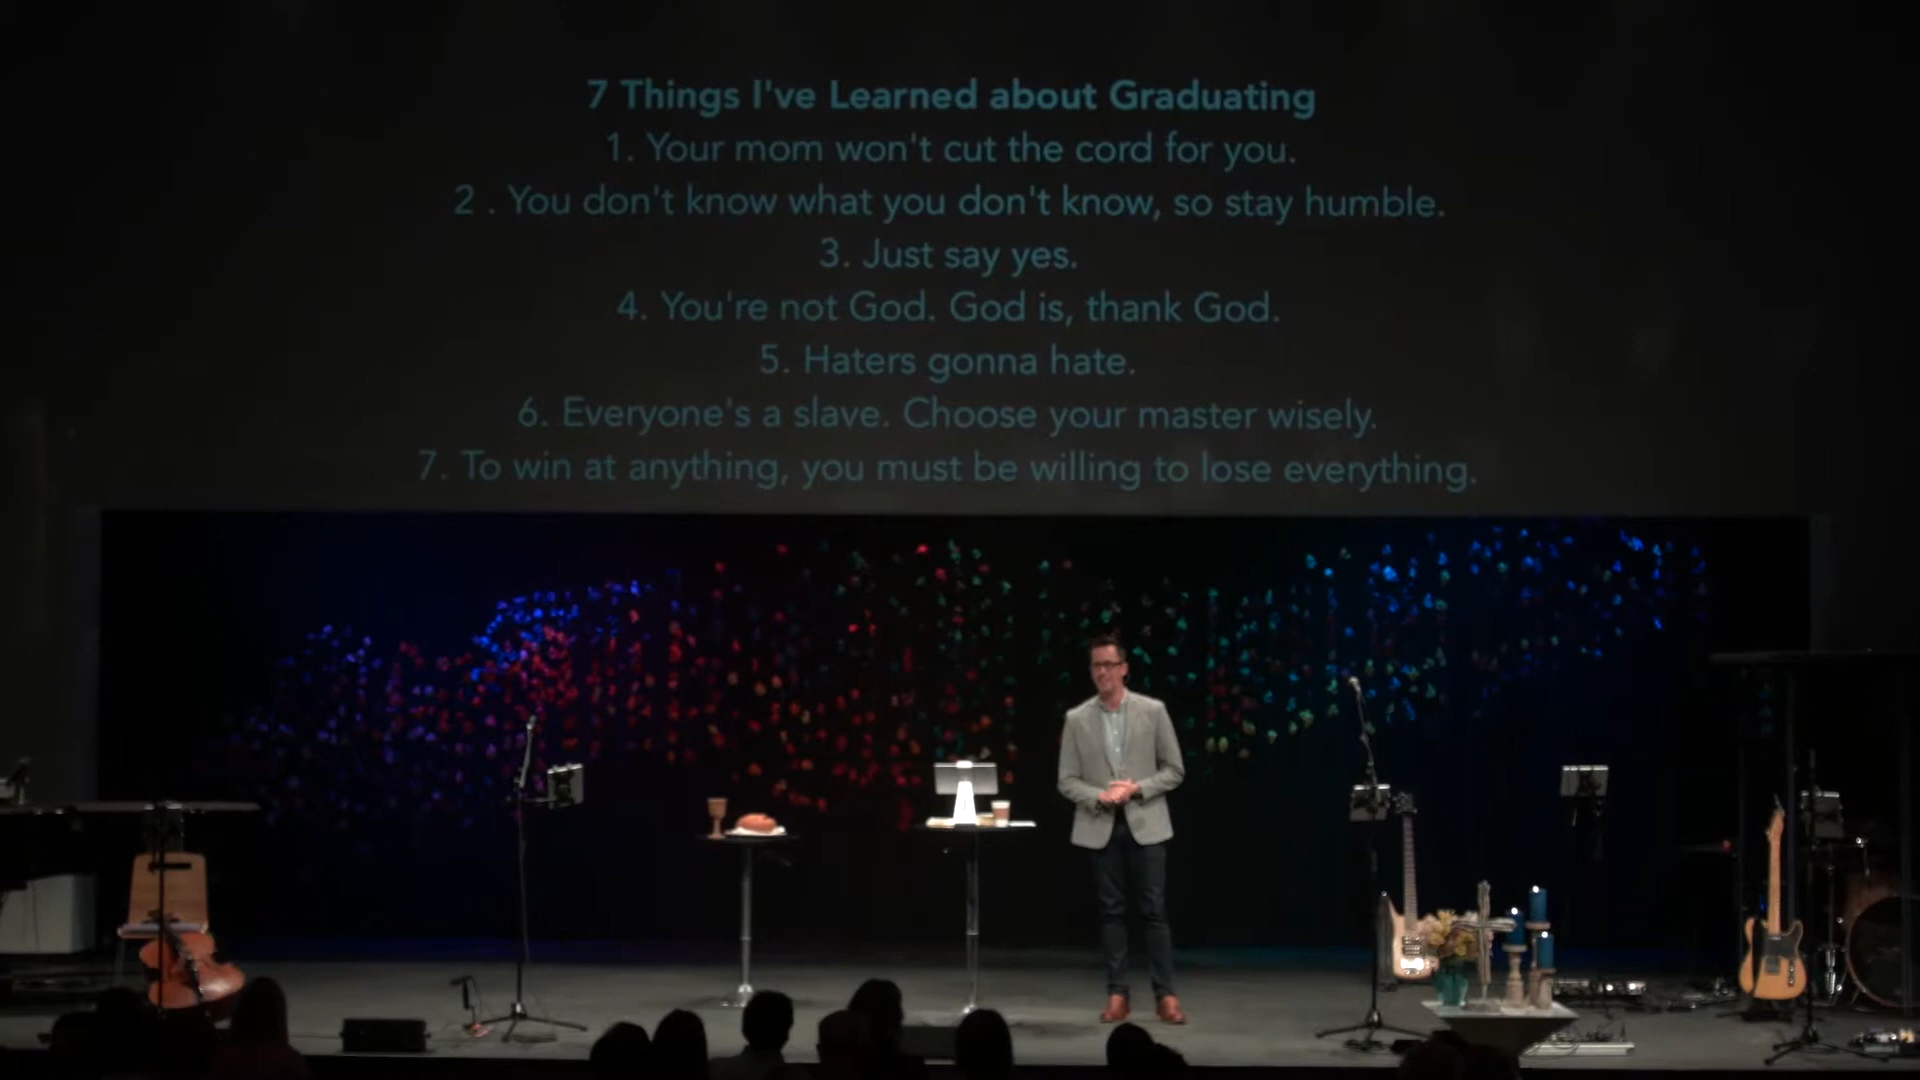 7 Things I've Learned about Graduating
1. Your mom won't cut the cord for you.
2 . You don't know what you don't know, so stay humble.
3. Just say yes.
4. You're not God. God is, thank God.
5. Haters gonna hate.
6. Everyone's a slave. Choose your master wisely.
7. To win at anything, you must be willing to lose everything.